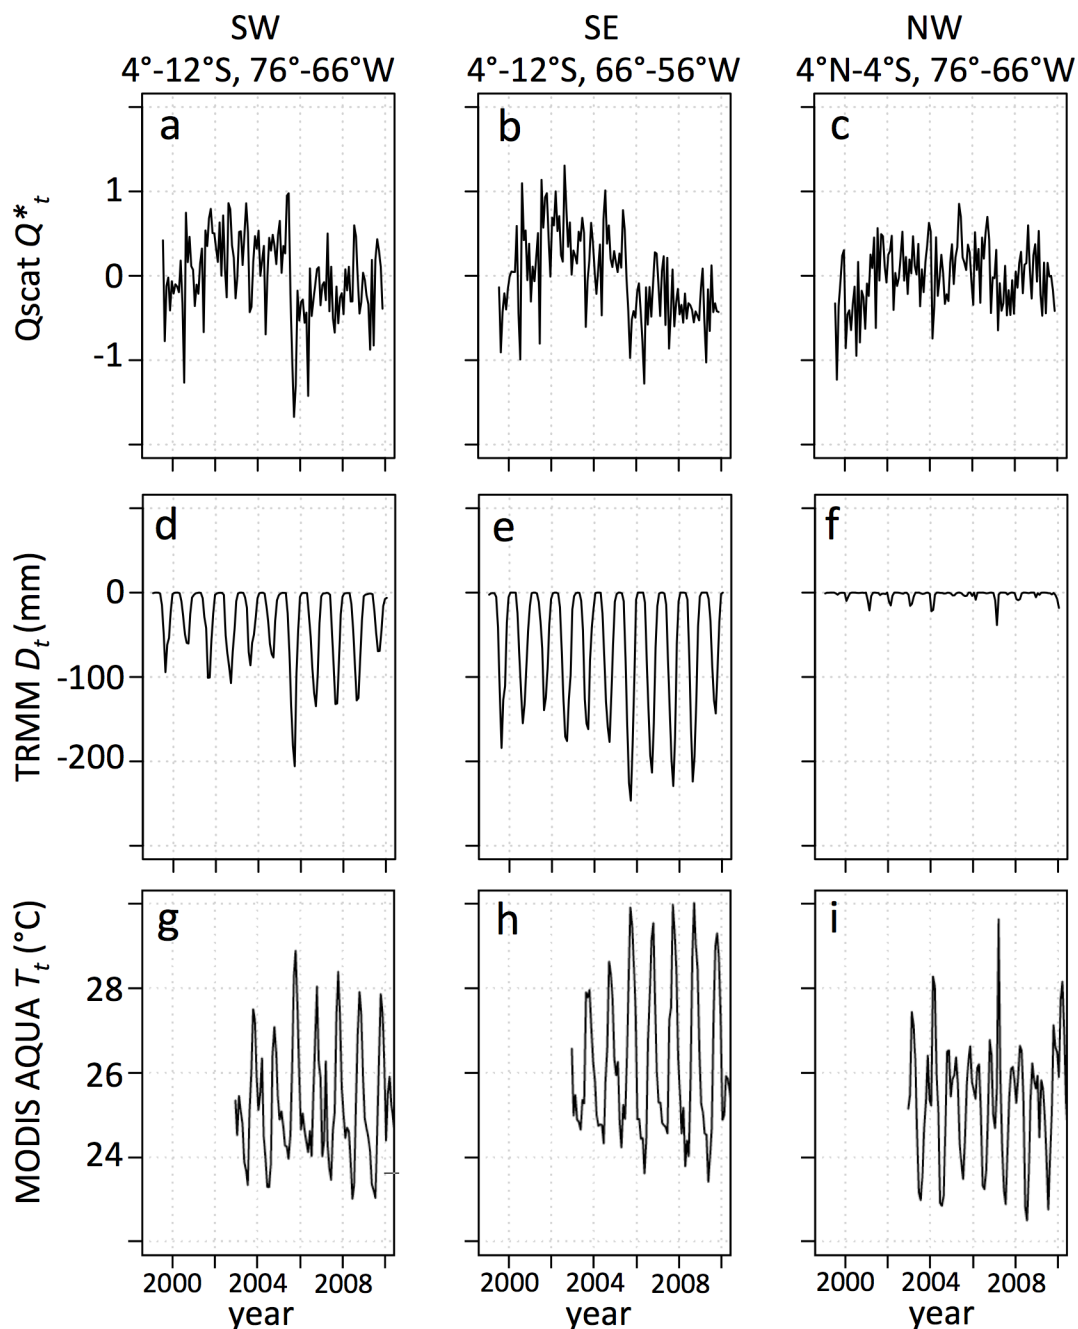 SW
4°-12°S, 76°-66°W
SE
4°-12°S, 66°-56°W
NW
4°N-4°S, 76°-66°W
Qscat Q*t
1
0
-1
a
b
c
TRMM Dt (mm)
0
-100
-200
d
e
f
MODIS AQUA Tt (°C)
28
26
24
g
h
i
2000 2004 2008
year
2000 2004 2008
year
2000 2004 2008
year